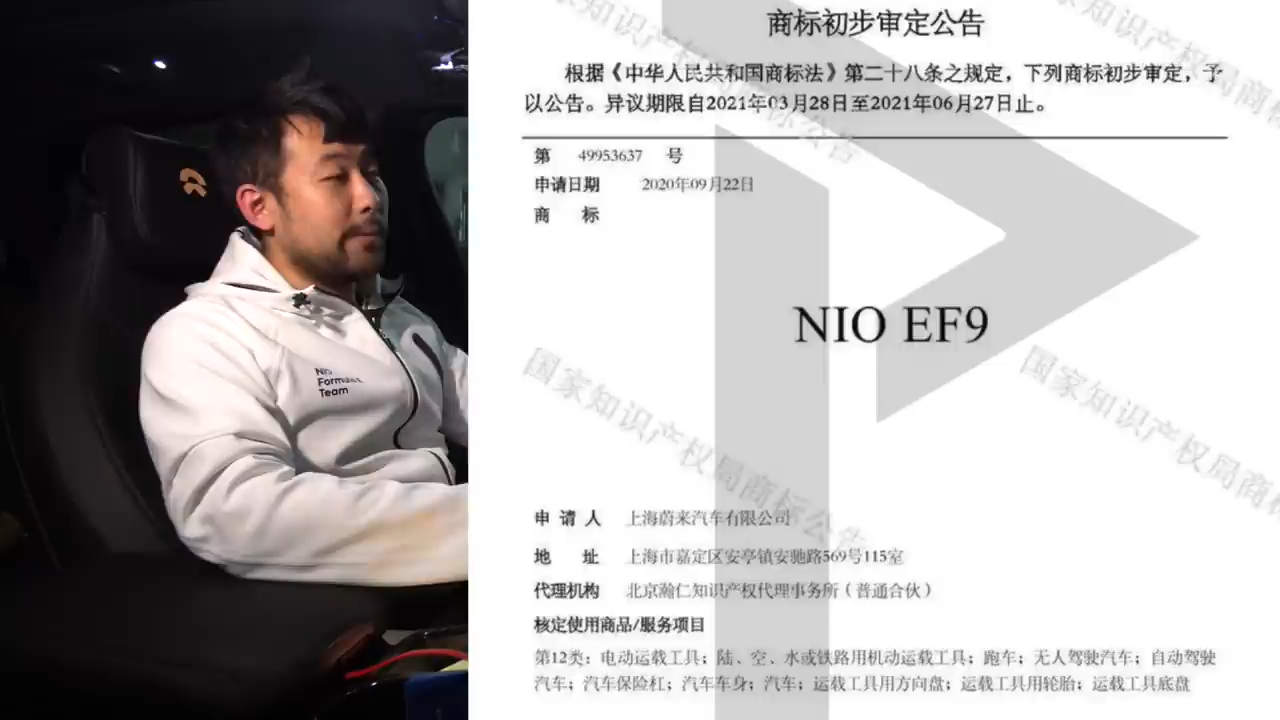 Nio
Formula
Team
商标初步审定公告
根据《中华人民共和国商标法》第二十八条之规定，下列商标初步审定，予
以公告。异议期限自2021年03月28日至2021年06月27日止。
第 49953637 号
申请日期 2020年09月22日
商 标
NIO EF9
申 请 人 上海蔚来汽车有限公司
地 址 上海市嘉定区安亭镇安驰路569号115室
代理机构 北京瀚仁知识产权代理事务所（普通合伙）
核定使用商品/服务项目
第12类：电动运载工具；陆、空、水或铁路用机动运载工具；跑车；无人驾驶汽车；自动驾驶
汽车；汽车保险杠；汽车车身；汽车；运载工具用方向盘；运载工具用轮胎；运载工具底盘
国家知识产权局商标公告
国家知识产权局商标公告
国家知识产权局商标
国家知识产权局商